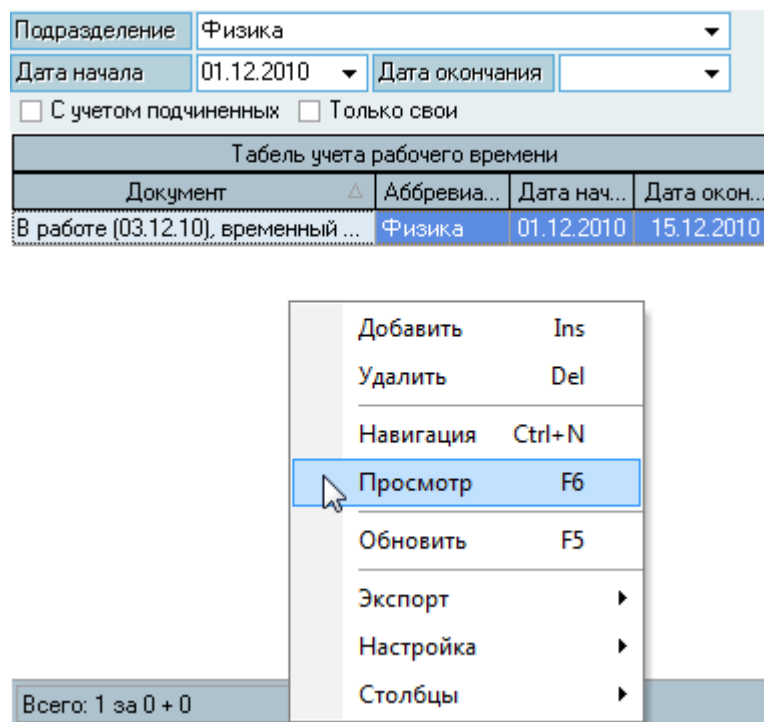 Подразделение Физика
Дата начала 01.12.2010 Дата окончания
С учетом подчиненных Только свои
Табель учета рабочего времени
Документ Аббревиа... Дата нач... Дата окон...
В работе (03.12.10), временный ... Физика 01.12.2010 15.12.2010
Добавить Ins
Удалить Del
Навигация Ctrl+N
Просмотр F6
Обновить F5
Экспорт
Настройка
Столбцы
Всего: 1 за 0 + 0